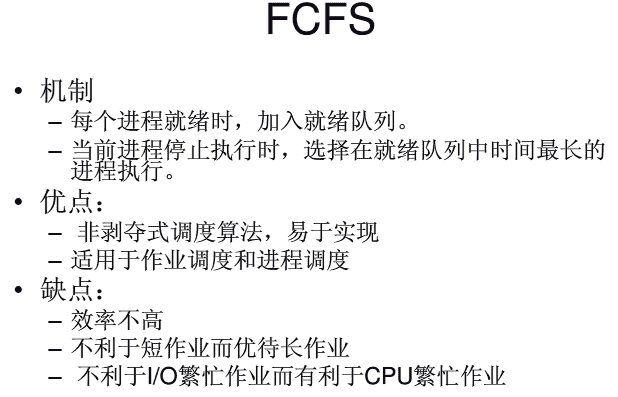 FCFS
• 机制
– 每个进程就绪时，加入就绪队列。
– 当前进程停止执行时，选择在就绪队列中时间最长的
进程执行。
• 优点：
– 非剥夺式调度算法，易于实现
– 适用于作业调度和进程调度
• 缺点：
– 效率不高
– 不利于短作业而优待长作业
– 不利于I/O繁忙作业而有利于CPU繁忙作业